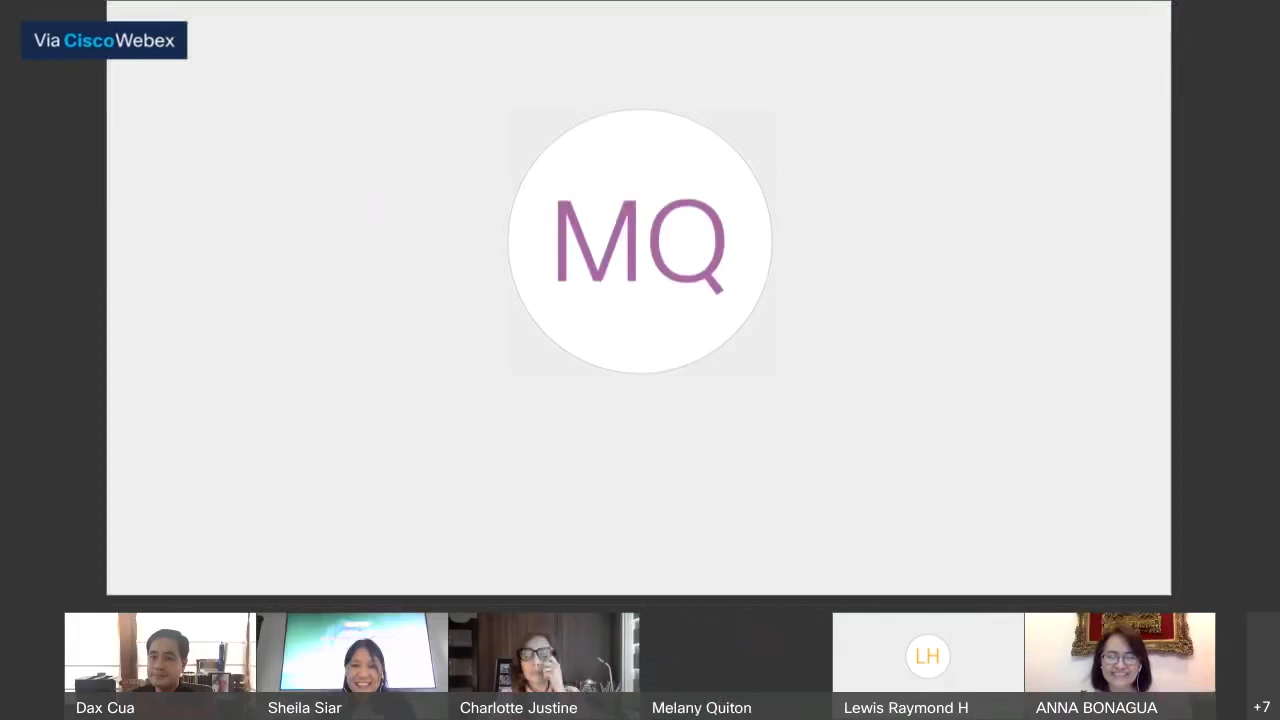 Via CiscoWebex
MQ
LH
Dax Cua
Sheila Siar
Charlotte Justine
Melany Quiton
Lewis Raymond H
ANNA BONAGUA
+7